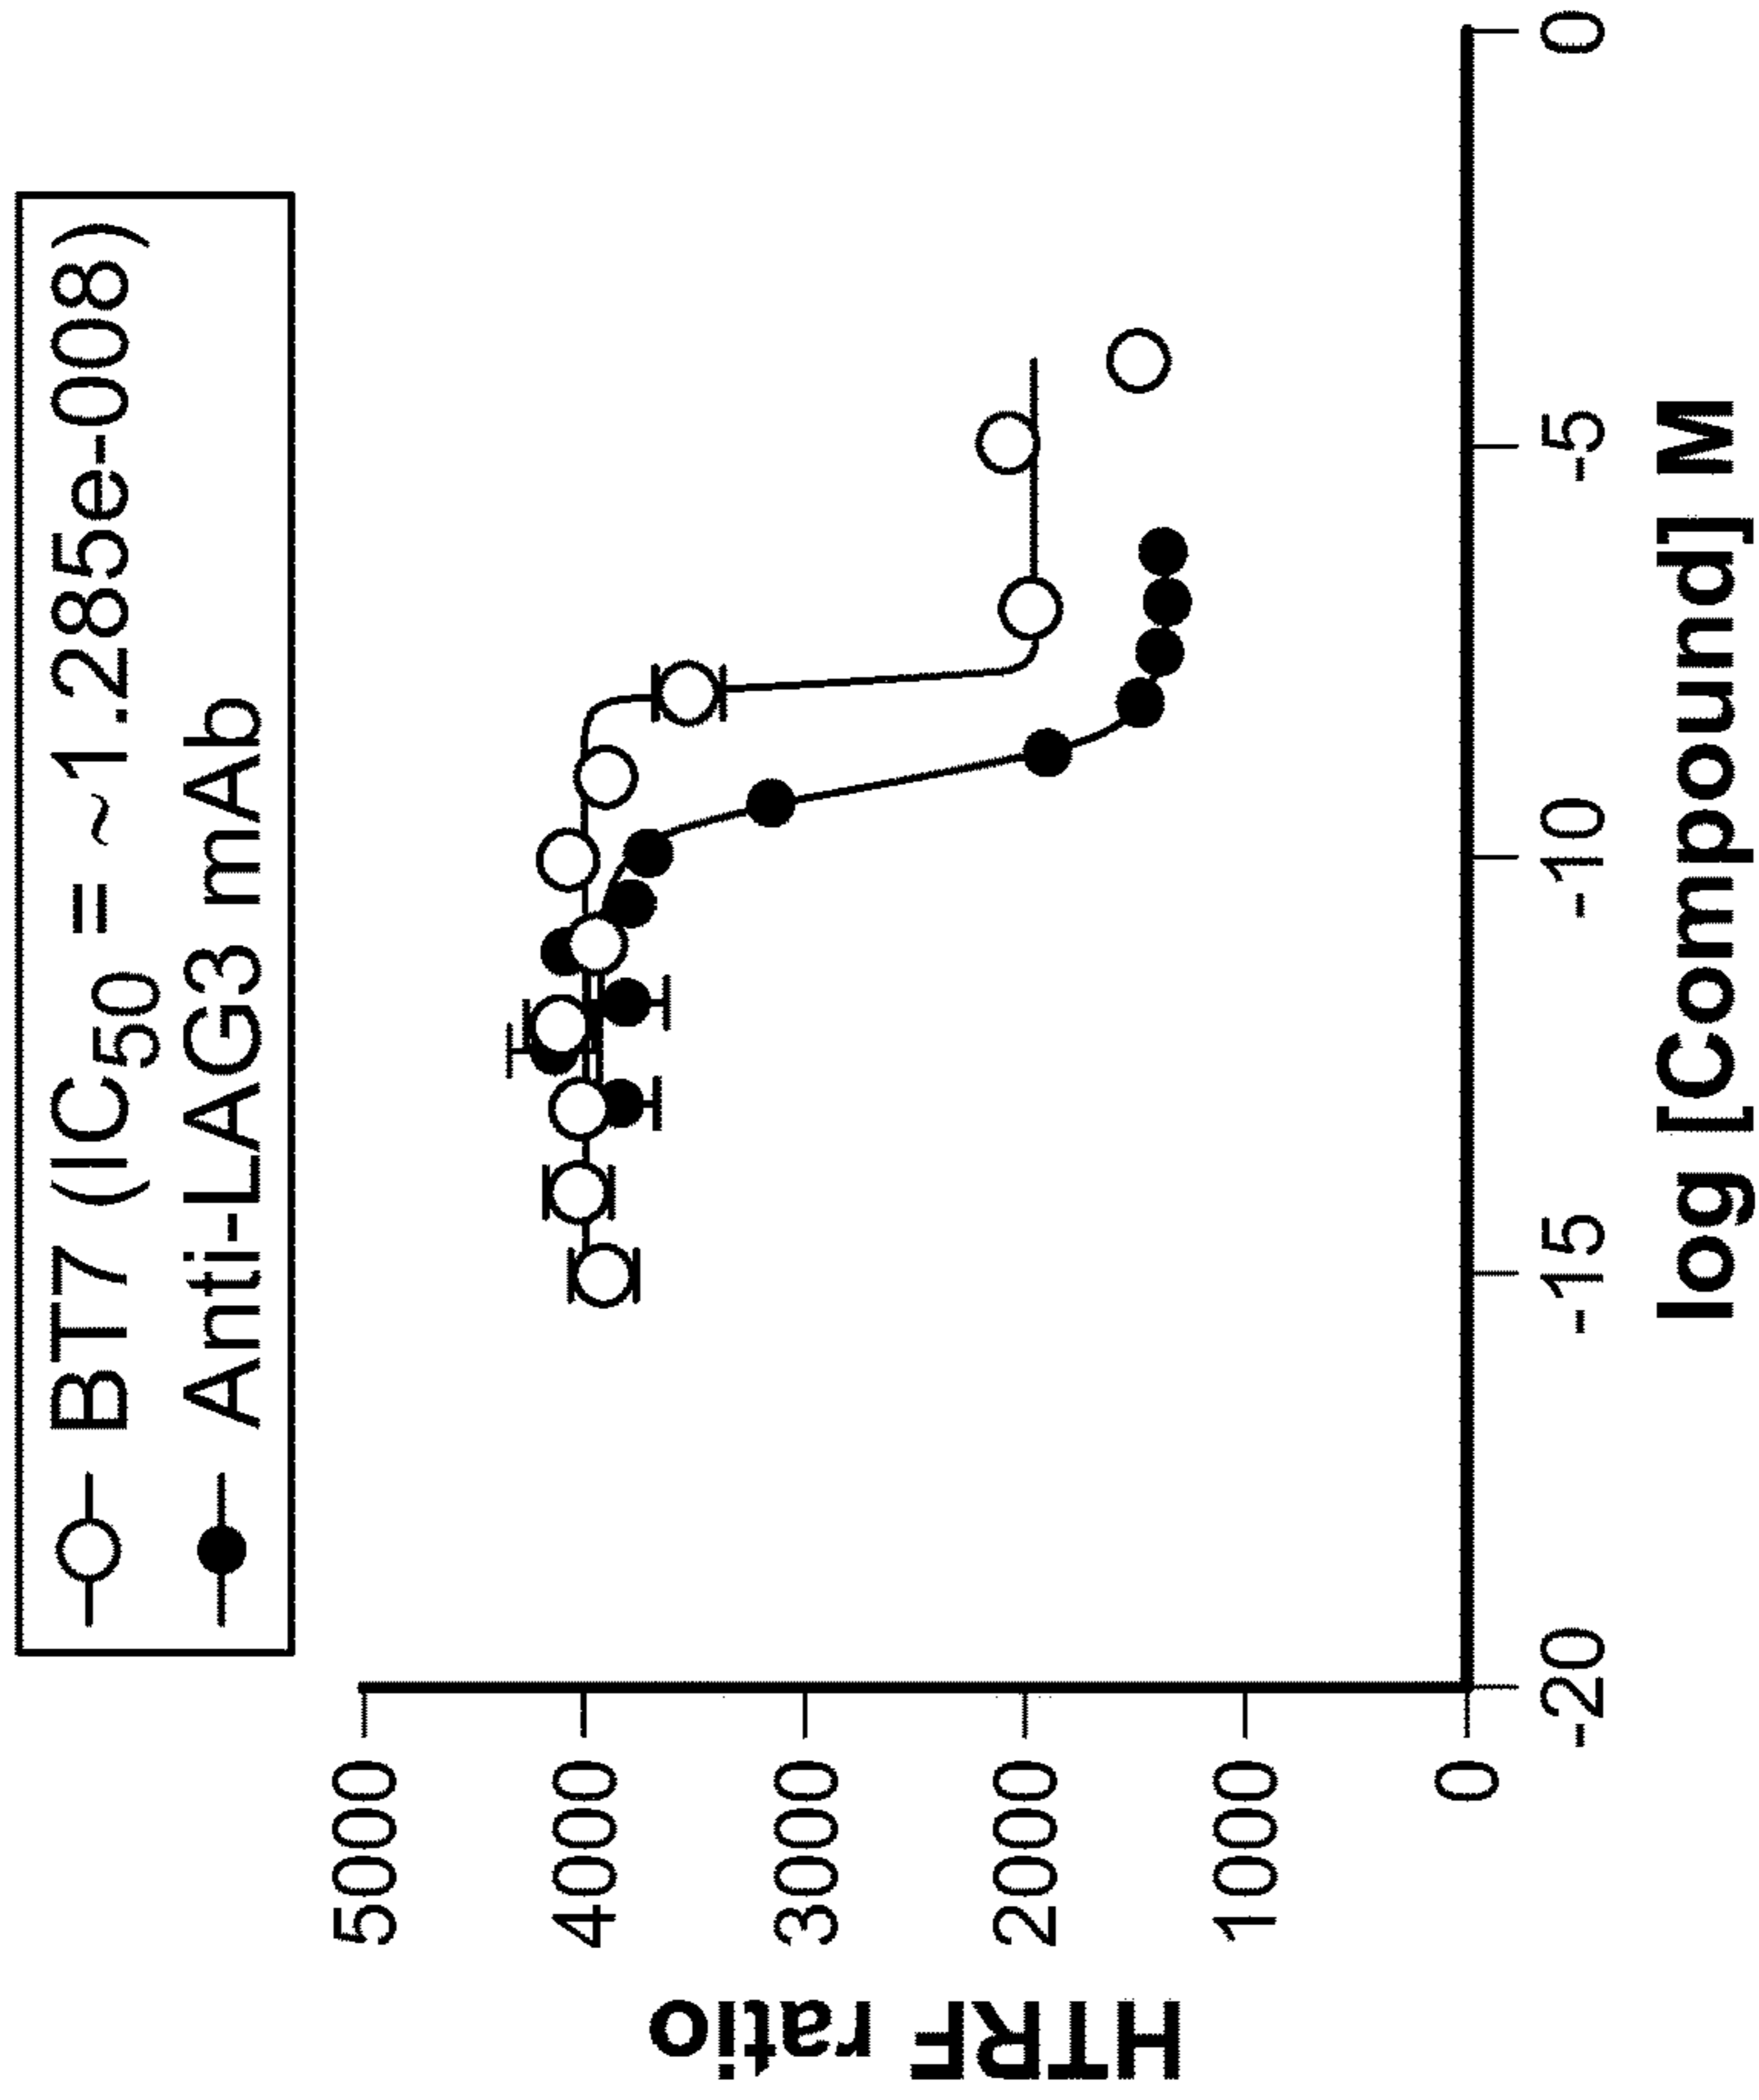 BT7 (IC50 = ~1.285e-008)
Anti-LAG3 mAb
HTRF ratio
5000
4000
3000
2000
1000
0
-20
-15
-10
-5
0
log [Compound] M